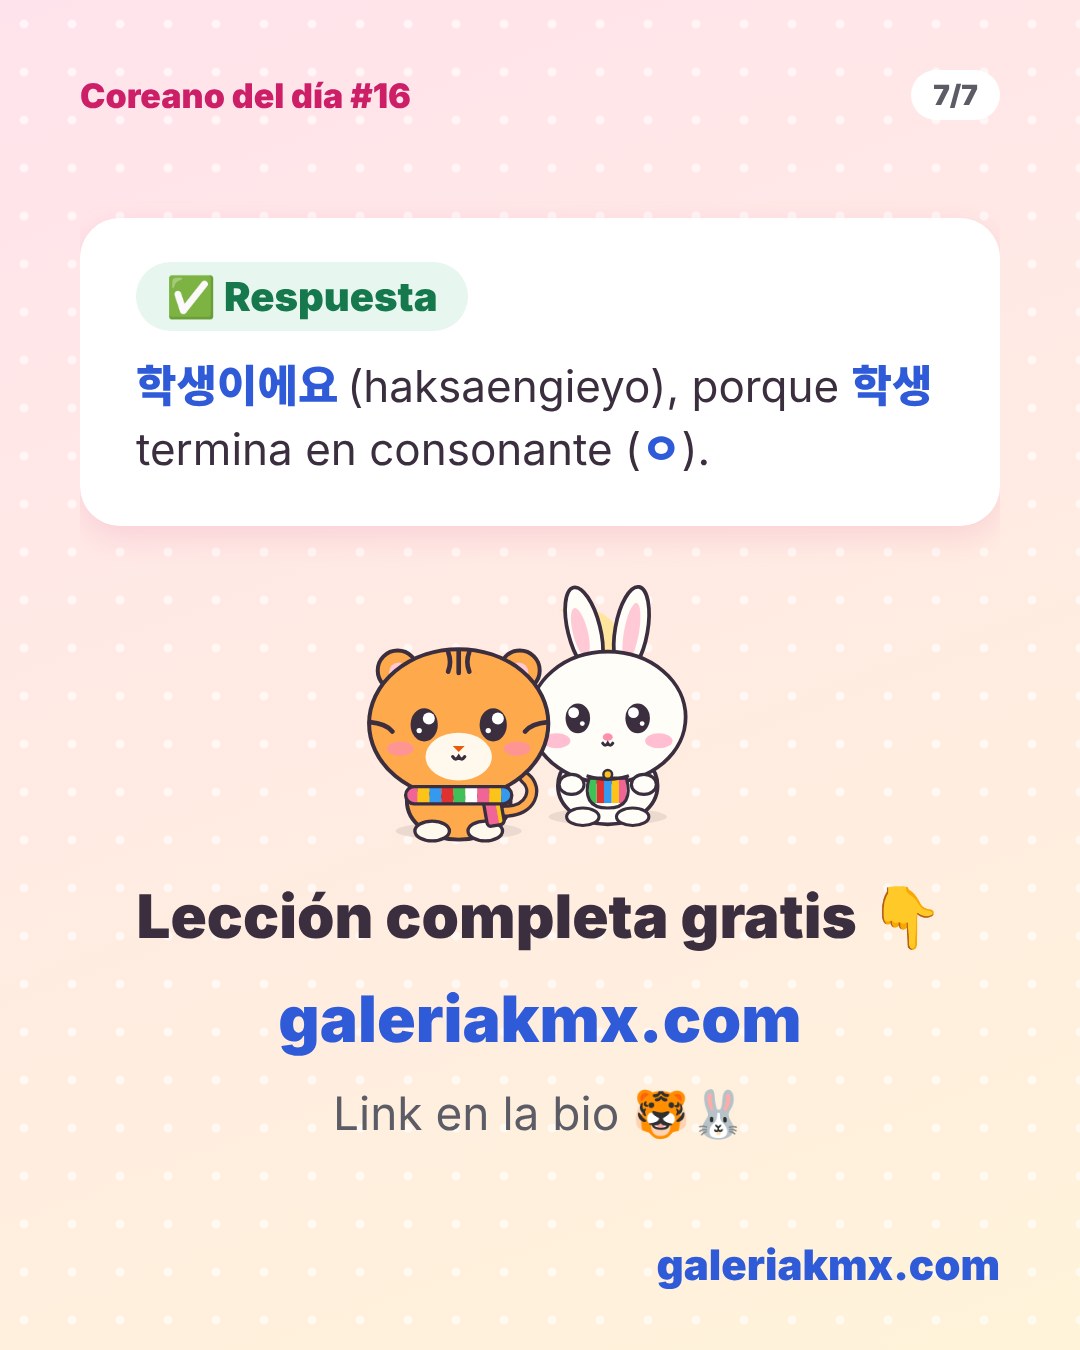 Coreano del día #16
7/7
✅ Respuesta
학생이에요 (haksaengieyo), porque 학생
termina en consonante (ㅇ).
Lección completa gratis 👇
galeriakmx.com
Link en la bio 🐯🐰
galeriakmx.com